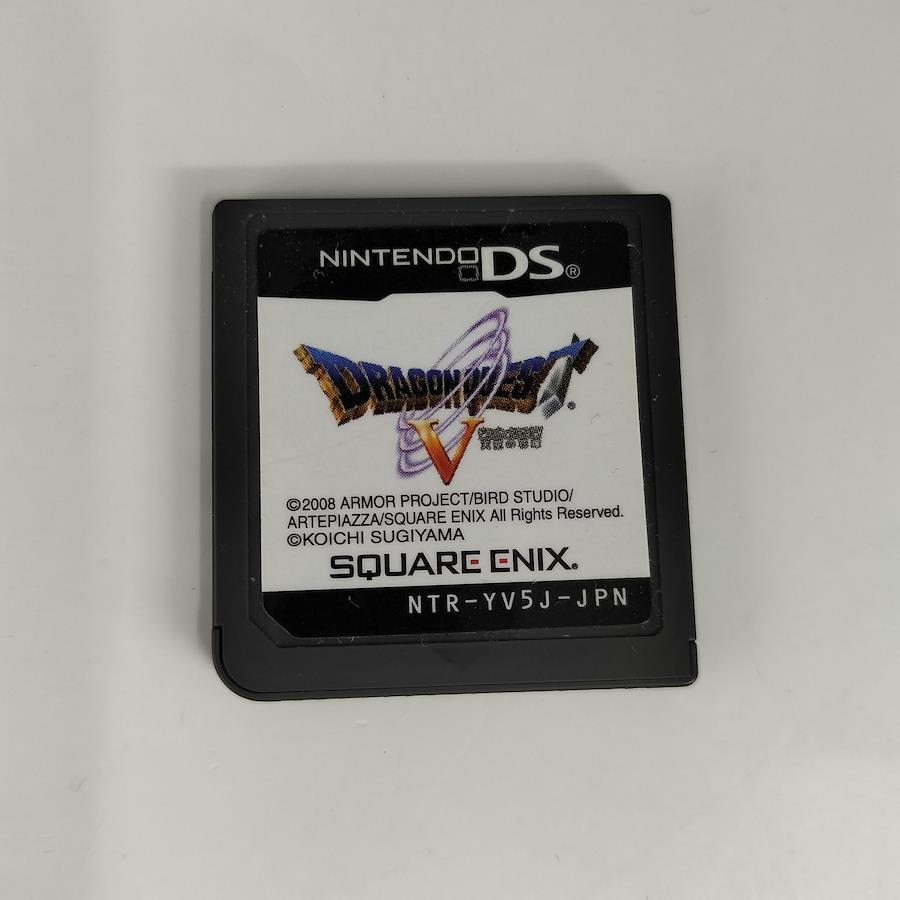 NINTENDO DS®
DRAGON QUEST®
V
©2008 ARMOR PROJECT/BIRD STUDIO/
ARTEPIAZZA/SQUARE ENIX All Rights Reserved.
©KOICHI SUGIYAMA
SQUARE ENIX®
NTR-YV5J-JPN